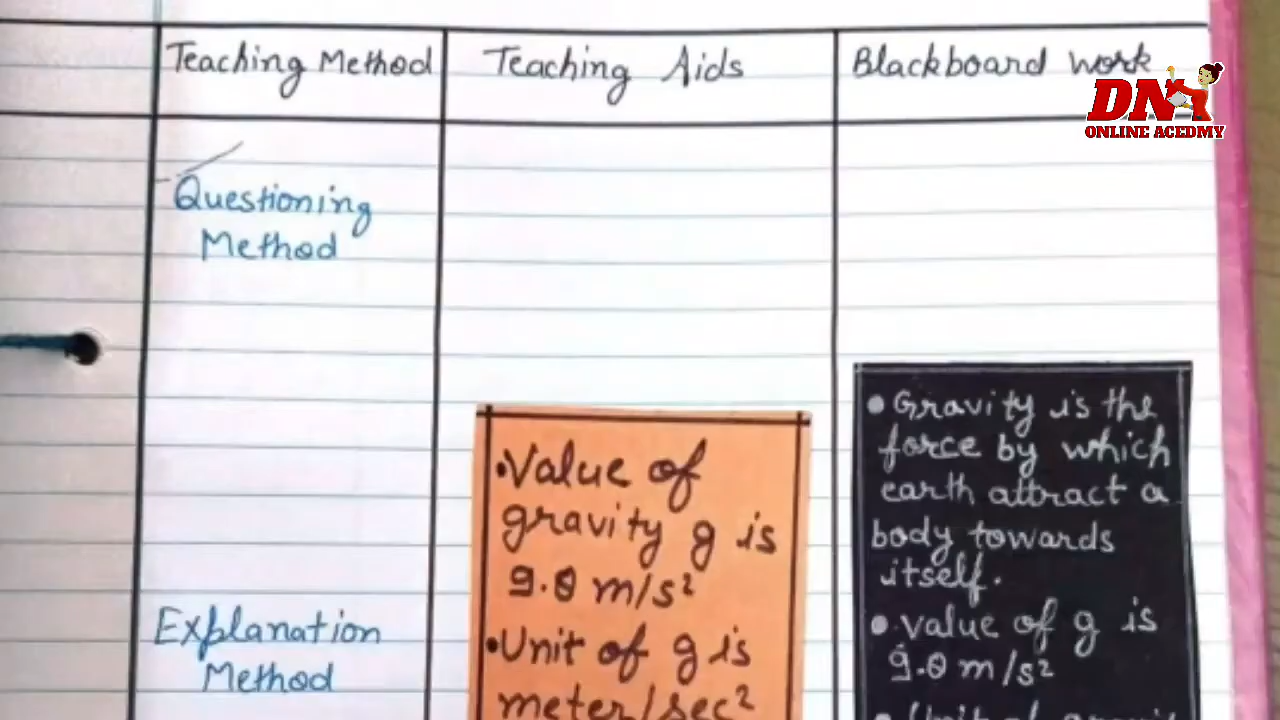 Teaching Method
Teaching Aids
Blackboard work
DNY
ONLINE ACEDMY
Questioning
Method
Explanation
Method
•Value of
gravity g is
9.8 m/s²
•Unit of g is
meter/sec²
• Gravity is the
force by which
earth attract a
body towards
itself.
• value of g is
9.8 m/s²